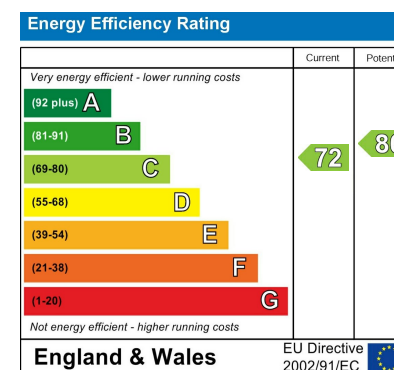 Energy Efficiency Rating
Current Potent
Very energy efficient - lower running costs
(92 plus) A
(81-91) B
(69-80) C
72
80
(55-68) D
(39-54) E
(21-38) F
(1-20) G
Not energy efficient - higher running costs
England & Wales
EU Directive
2002/91/EC